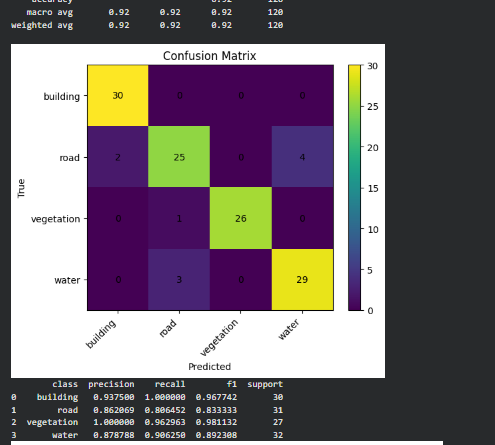 accuracy 0.92 120
macro avg 0.92 0.92 0.92 120
weighted avg 0.92 0.92 0.92 120
Confusion Matrix
building 30 0 0 0
road 2 25 0 4
vegetation 0 1 26 0
water 0 3 0 29
True
building road vegetation water
Predicted
30
25
20
15
10
5
0
class precision recall f1 support
0 building 0.937500 1.000000 0.967742 30
1 road 0.862069 0.806452 0.833333 31
2 vegetation 1.000000 0.962963 0.981132 27
3 water 0.878788 0.906250 0.892308 32